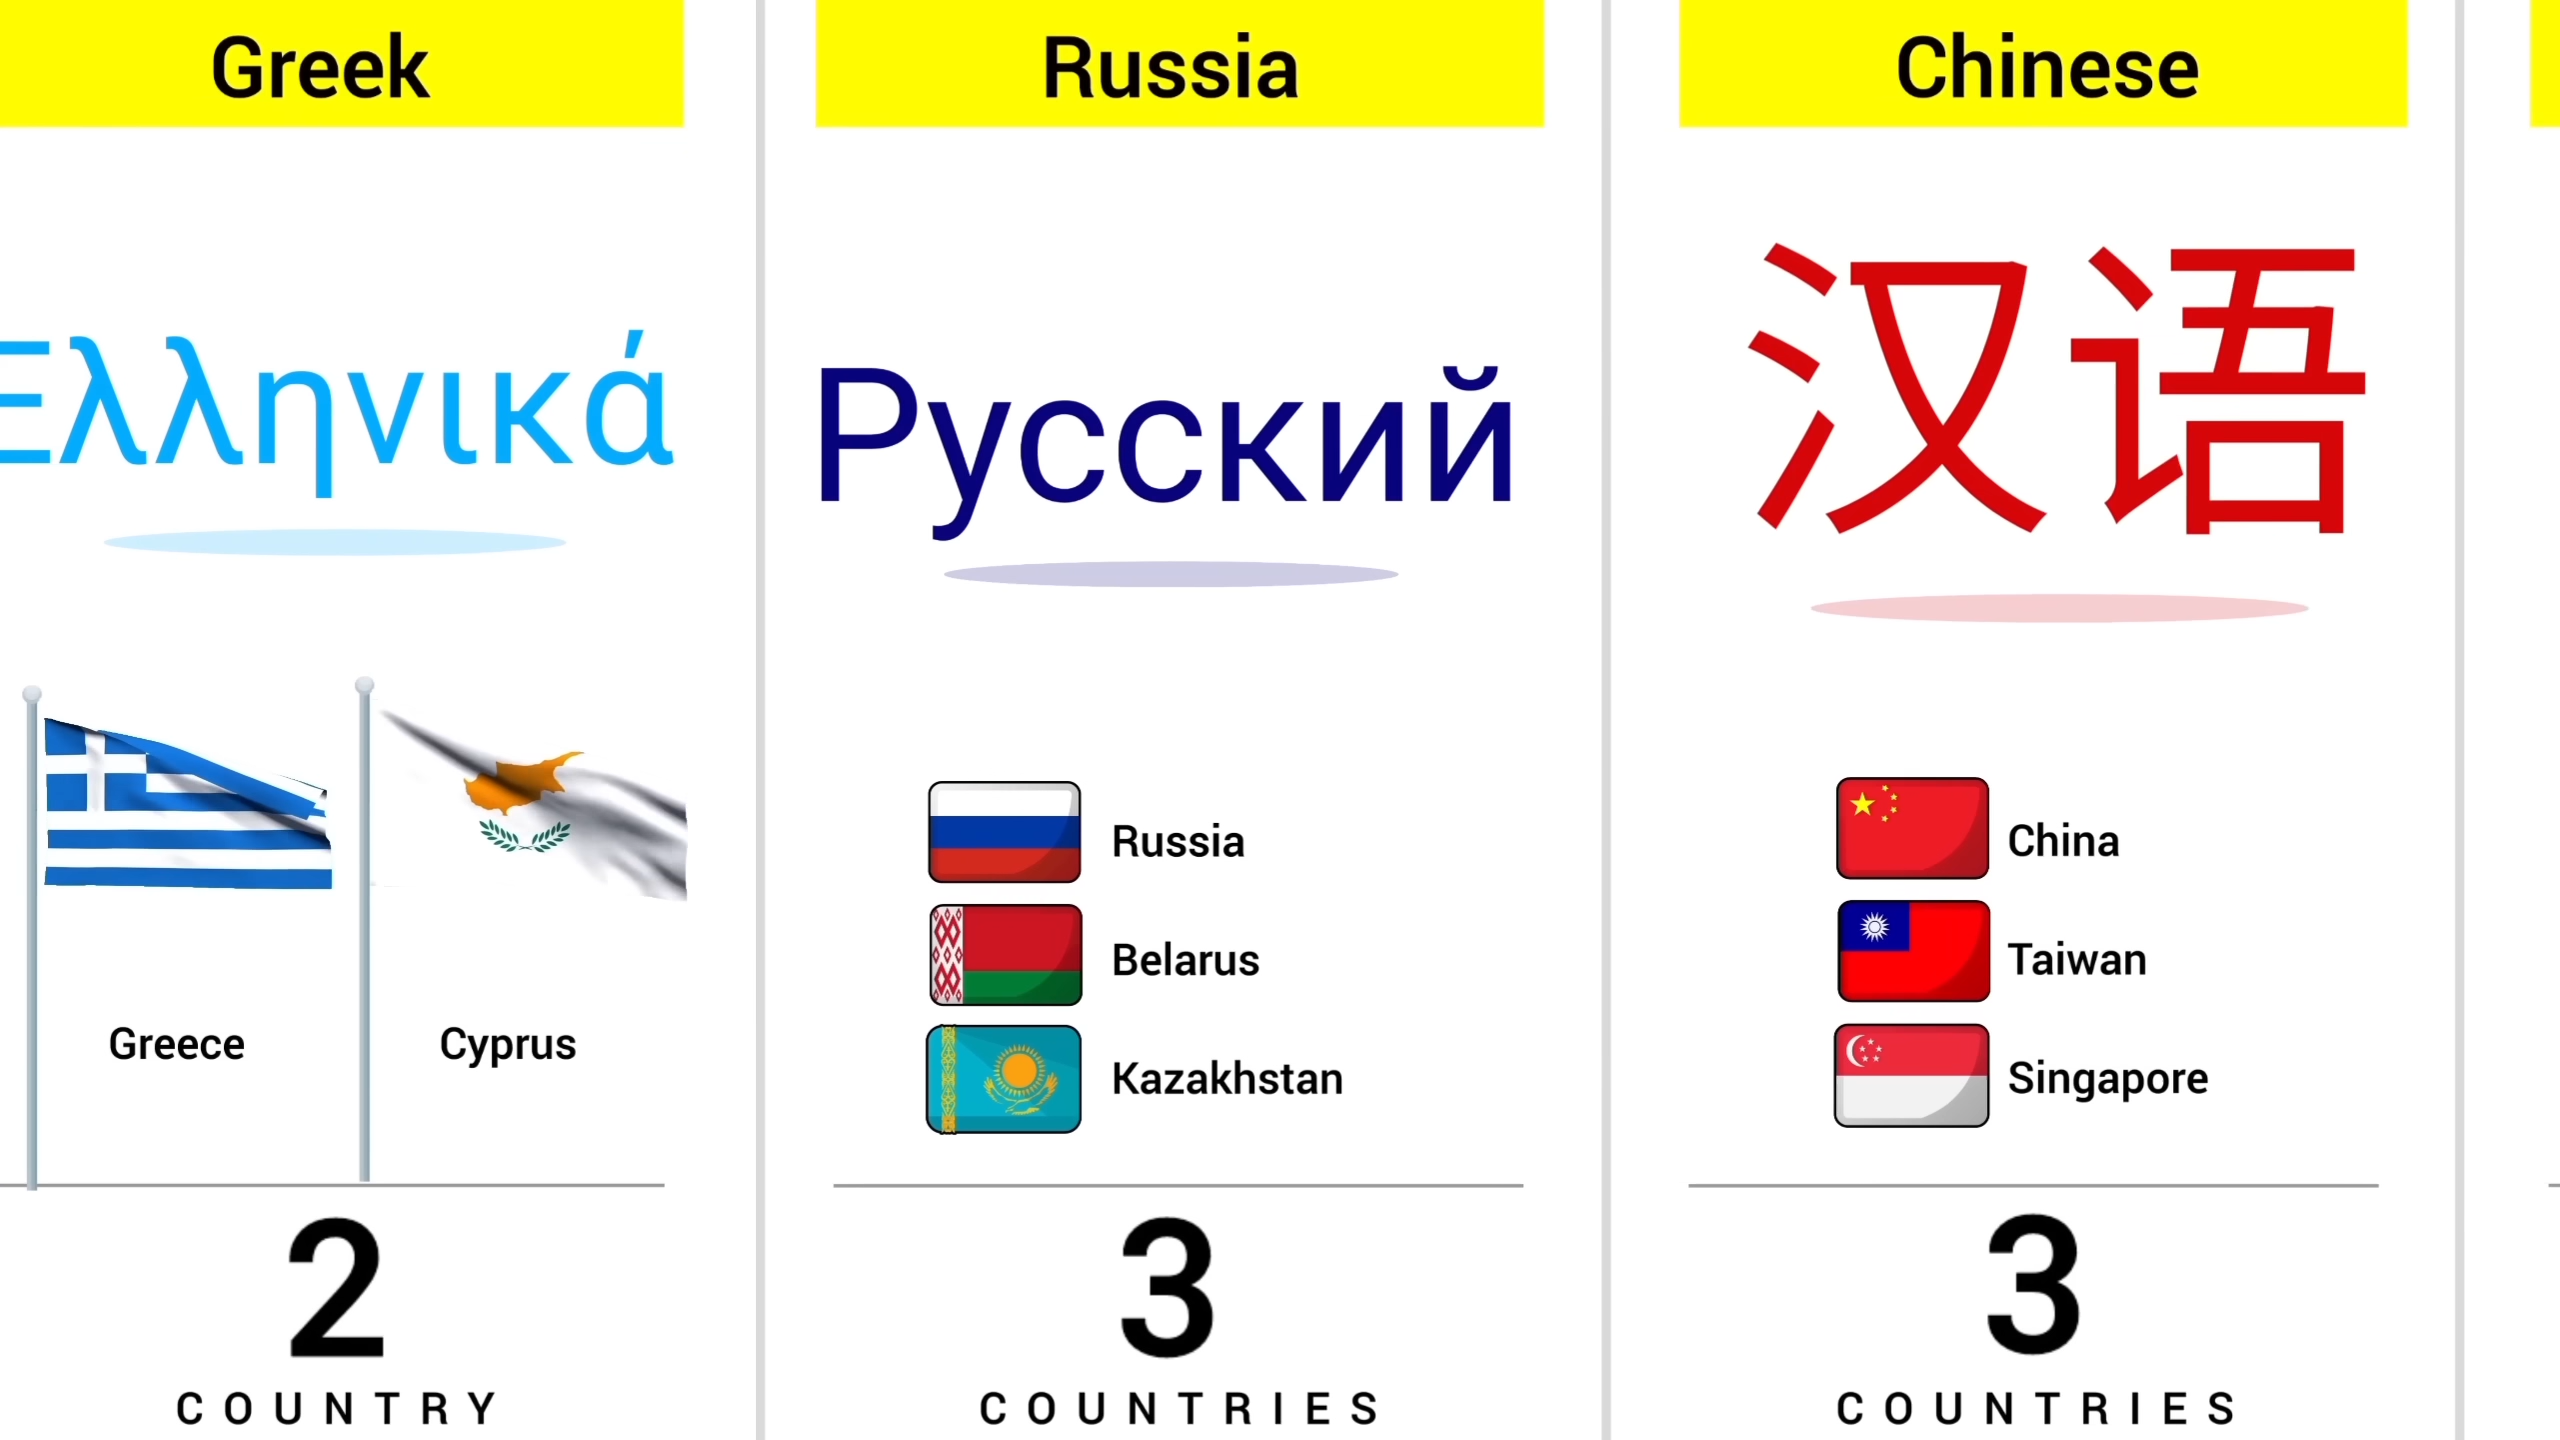 Greek
Ελληνικά
Greece
Cyprus
2
COUNTRY
Russia
Русский
Russia
Belarus
Kazakhstan
3
COUNTRIES
Chinese
汉语
China
Taiwan
Singapore
3
COUNTRIES